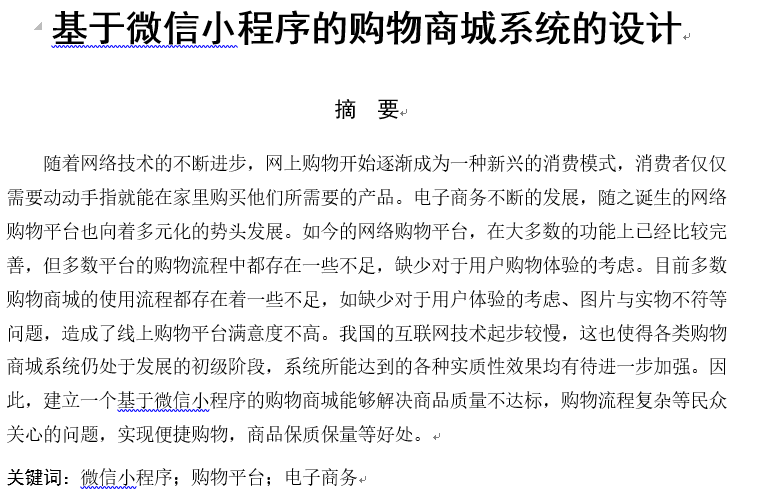 基于微信小程序的购物商城系统的设计
摘 要
随着网络技术的不断进步，网上购物开始逐渐成为一种新兴的消费模式，消费者仅仅
需要动动手指就能在家里购买他们所需要的产品。电子商务不断的发展，随之诞生的网络
购物平台也向着多元化的势头发展。如今的网络购物平台，在大多数的功能上已经比较完
善，但多数平台的购物流程中都存在一些不足，缺少对于用户购物体验的考虑。目前多数
购物商城的使用流程都存在着一些不足，如缺少对于用户体验的考虑、图片与实物不符等
问题，造成了线上购物平台满意度不高。我国的互联网技术起步较慢，这也使得各类购物
商城系统仍处于发展的初级阶段，系统所能达到的各种实质性效果均有待进一步加强。因
此，建立一个基于微信小程序的购物商城能够解决商品质量不达标，购物流程复杂等民众
关心的问题，实现便捷购物，商品保质保量等好处。
关键词：微信小程序；购物平台；电子商务